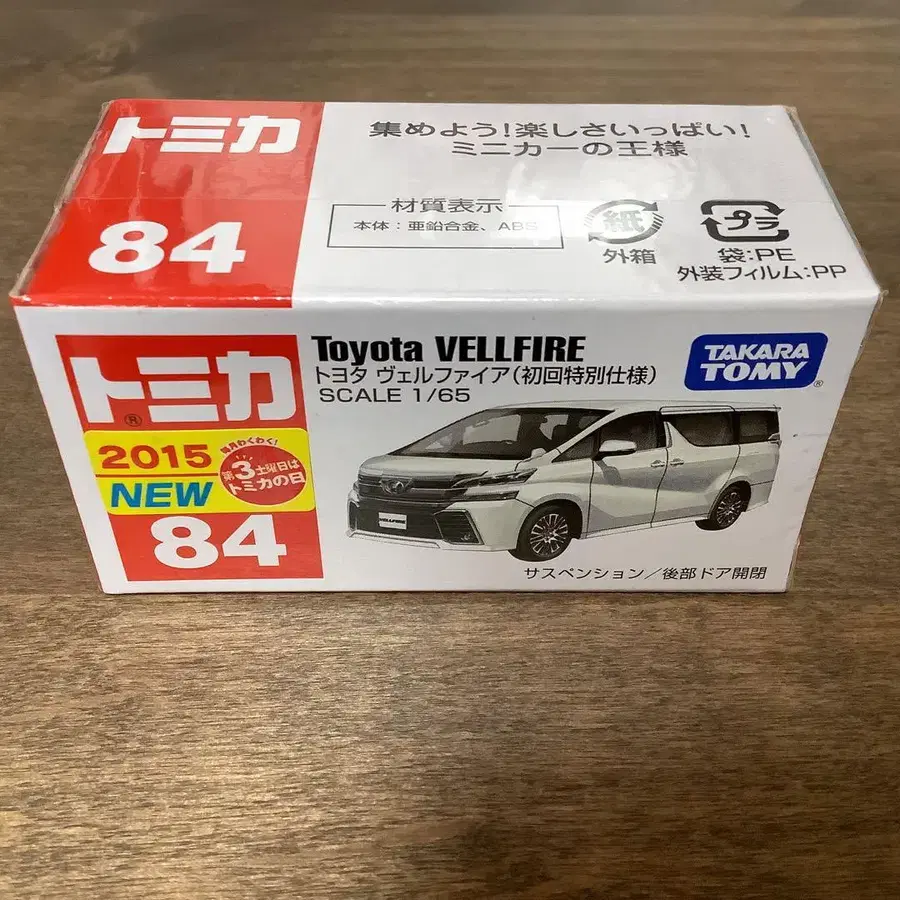 トミカ
84
集めよう!楽しさいっぱい!
ミニカーの王様
材質表示
本体：亜鉛合金、ABS
紙
外箱
プラ
袋:PE
外装フィルム:PP
トミカ
®
2015
NEW
毎月わくわく!
第3土曜日は
トミカの日
84
Toyota VELLFIRE
トヨタ ヴェルファイア(初回特別仕様)
SCALE 1/65
TAKARA
TOMY
®
VELLFIRE
サスペンション/後部ドア開閉